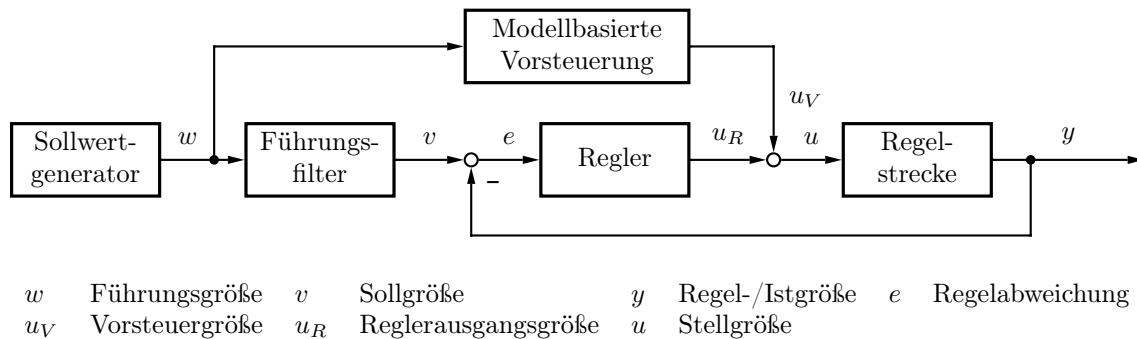 Modellbasierte
Vorsteuerung
u_V
Sollwert-
generator
w
Führungs-
filter
v
e
Regler
u_R
u
Regel-
strecke
y
–
w Führungsgröße v Sollgröße y Regel-/Istgröße e Regelabweichung
u_V Vorsteuergröße u_R Reglerausgangsgröße u Stellgröße